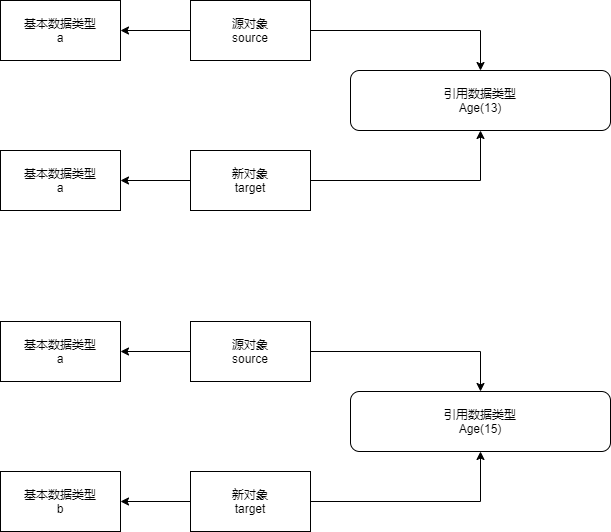 基本数据类型
a
源对象
source
引用数据类型
Age(13)
基本数据类型
a
新对象
target
基本数据类型
a
源对象
source
引用数据类型
Age(15)
基本数据类型
b
新对象
target